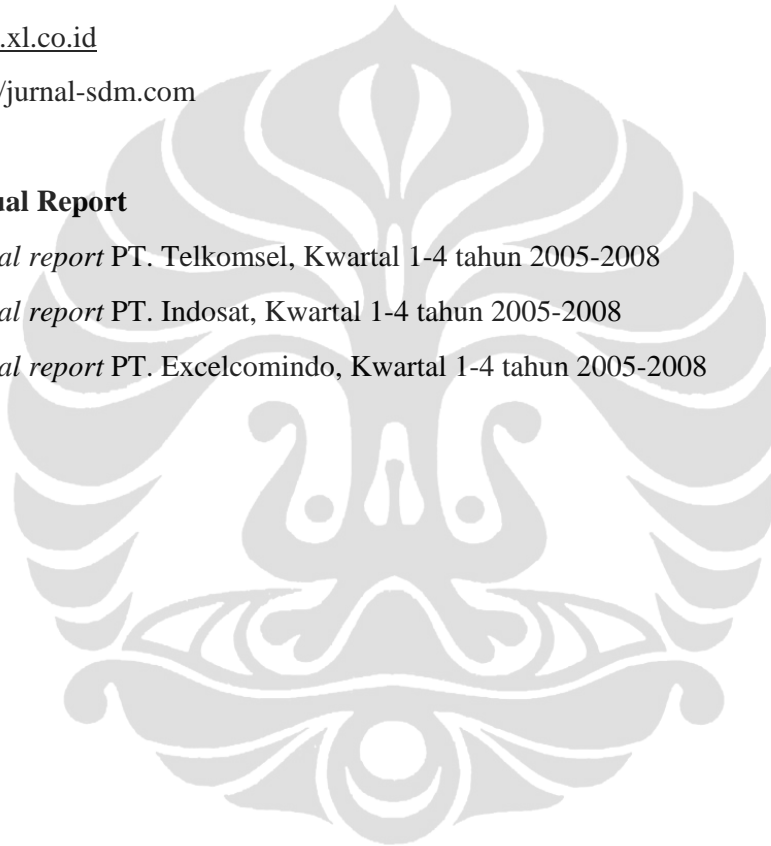 .xl.co.id
/jurnal-sdm.com
ual Report
al report PT. Telkomsel, Kwartal 1-4 tahun 2005-2008
al report PT. Indosat, Kwartal 1-4 tahun 2005-2008
al report PT. Excelcomindo, Kwartal 1-4 tahun 2005-2008